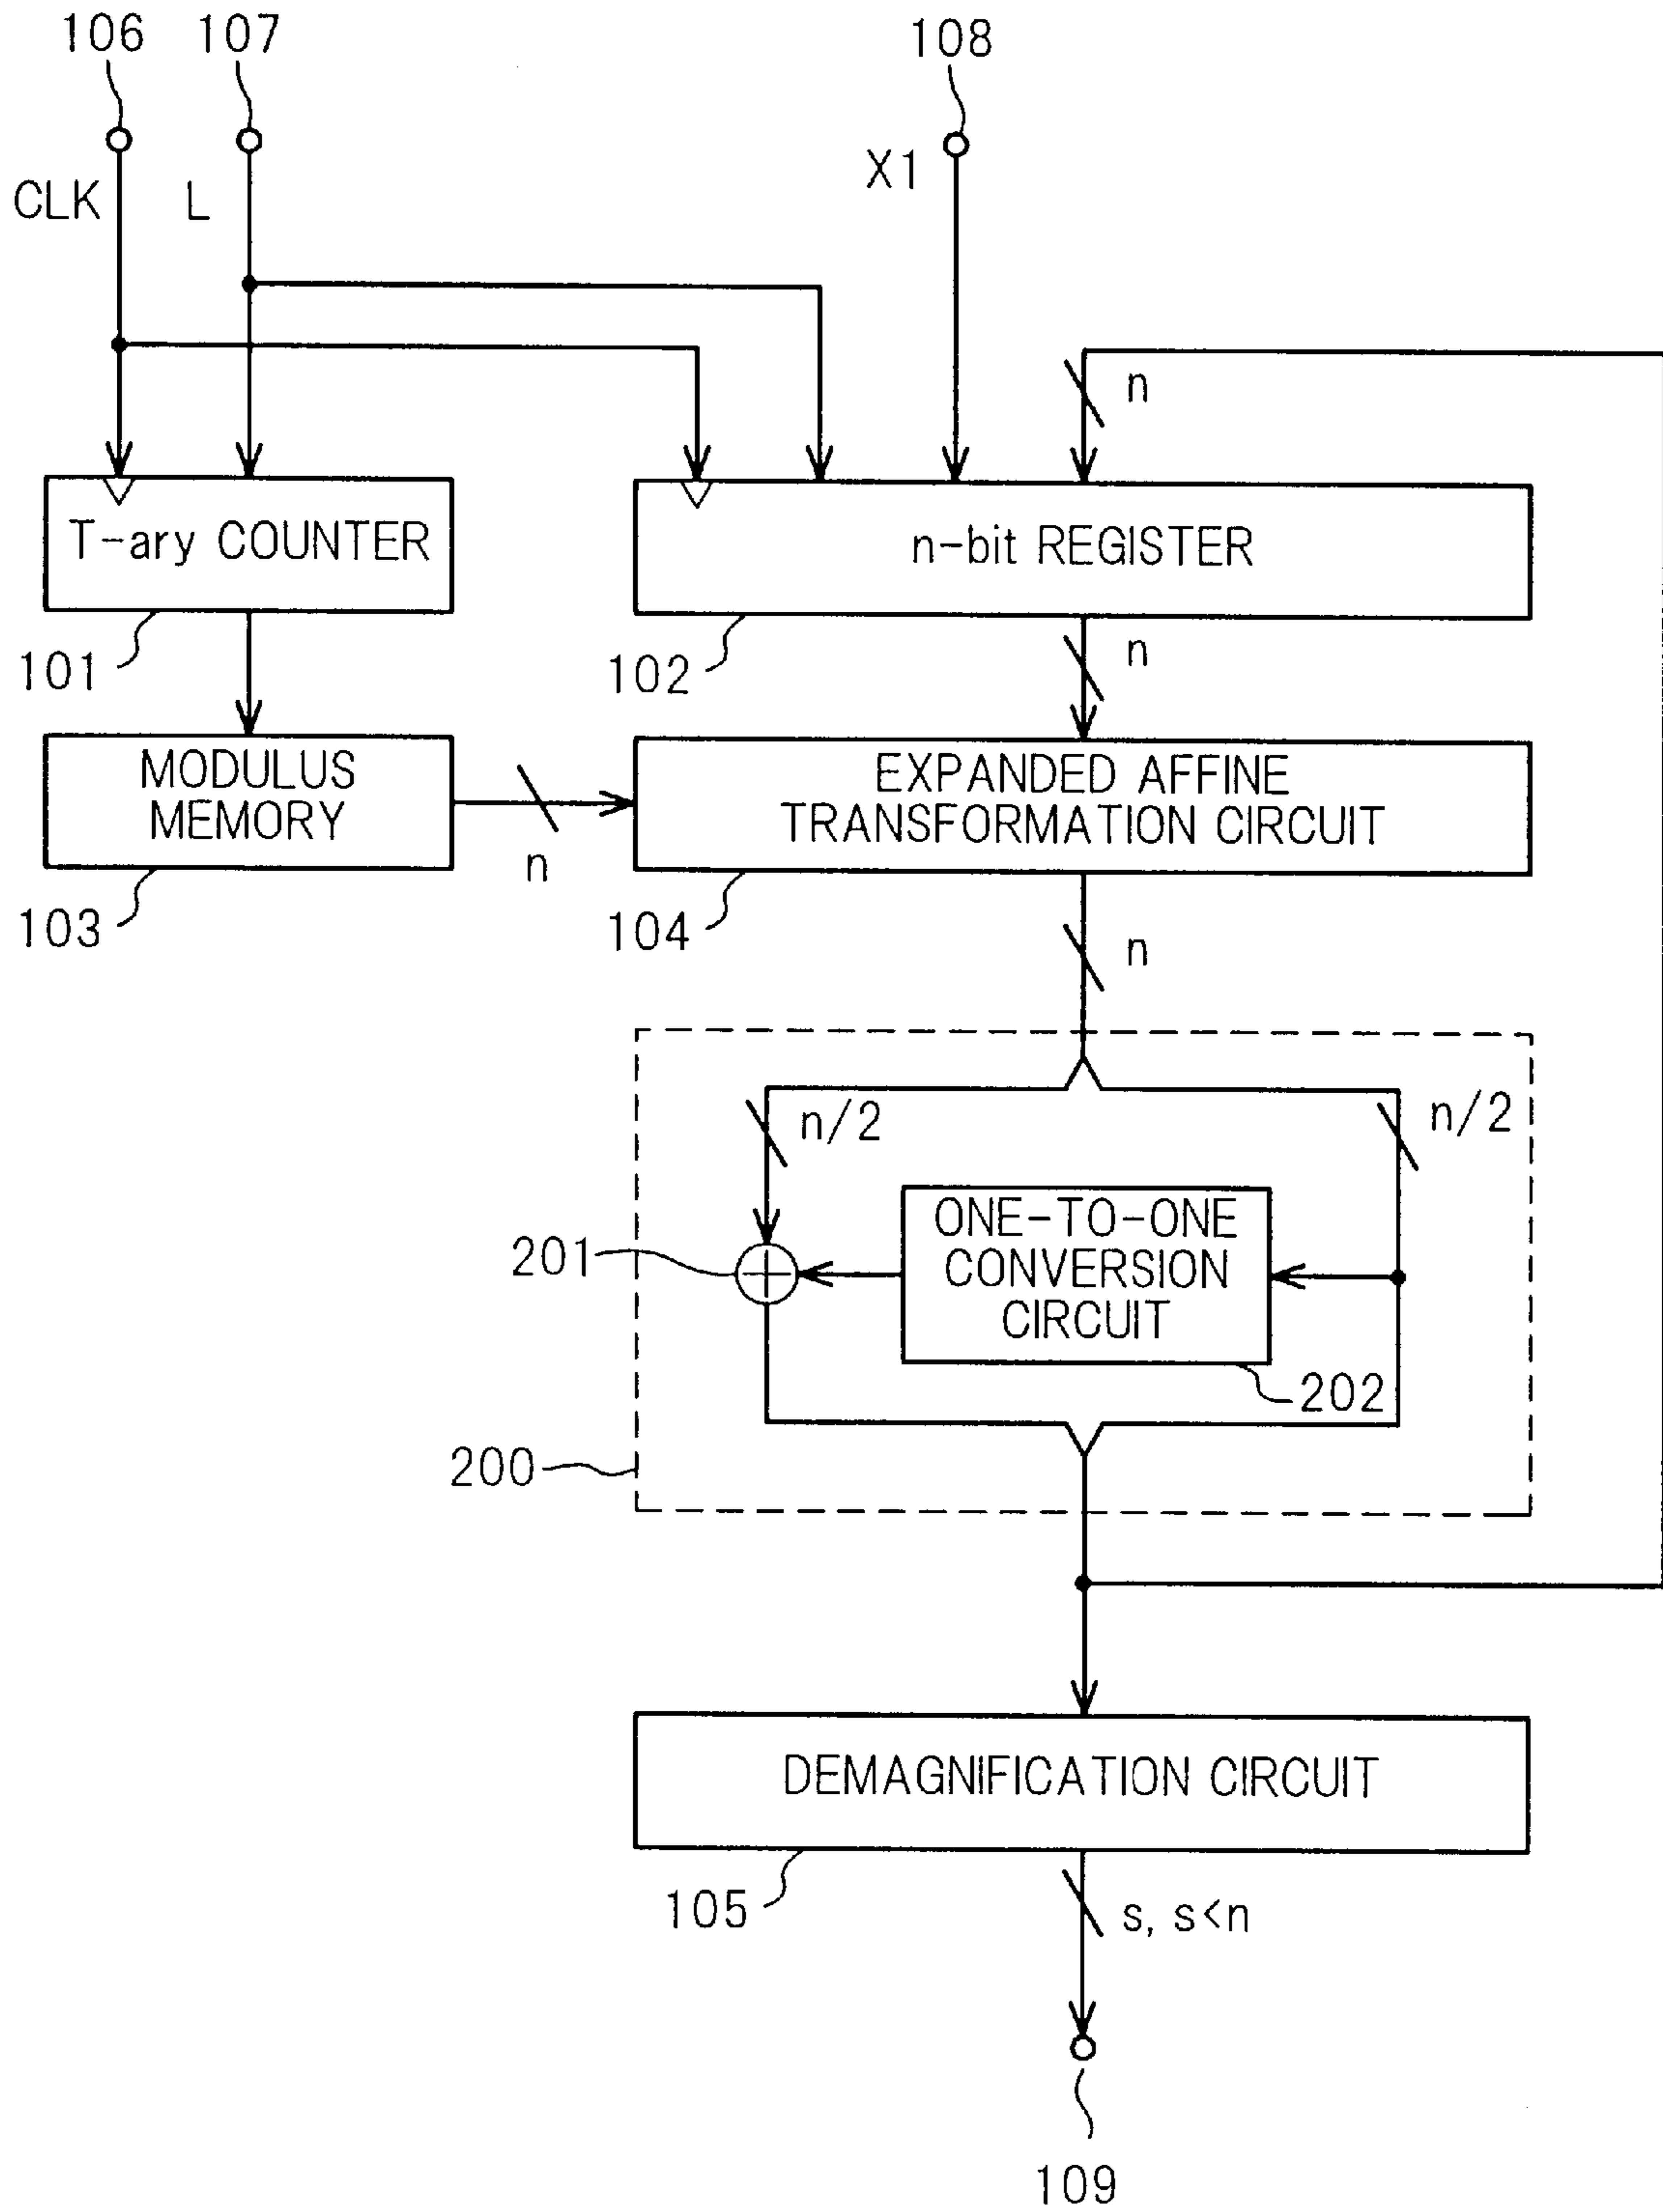 106 107 108
CLK L X1
n
T-ary COUNTER
n-bit REGISTER
101
102
n
MODULUS
MEMORY
n
EXPANDED AFFINE
TRANSFORMATION CIRCUIT
103
104
n
n/2
n/2
201
ONE-TO-ONE
CONVERSION
CIRCUIT
202
200
DEMAGNIFICATION CIRCUIT
105
s, s<n
109